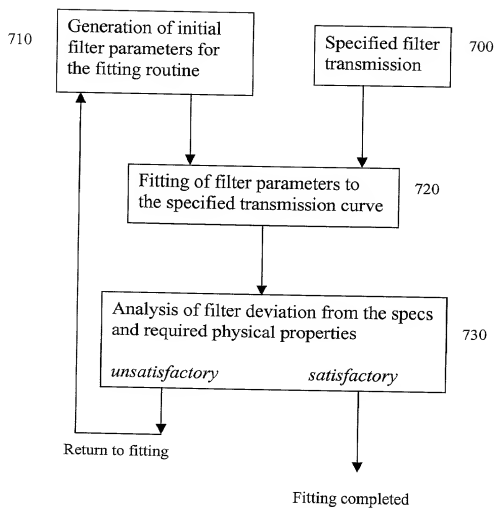 710
Generation of initial
filter parameters for
the fitting routine
Specified filter
transmission
700
Fitting of filter parameters to
the specified transmission curve
720
Analysis of filter deviation from the specs
and required physical properties
730
unsatisfactory
satisfactory
Return to fitting
Fitting completed